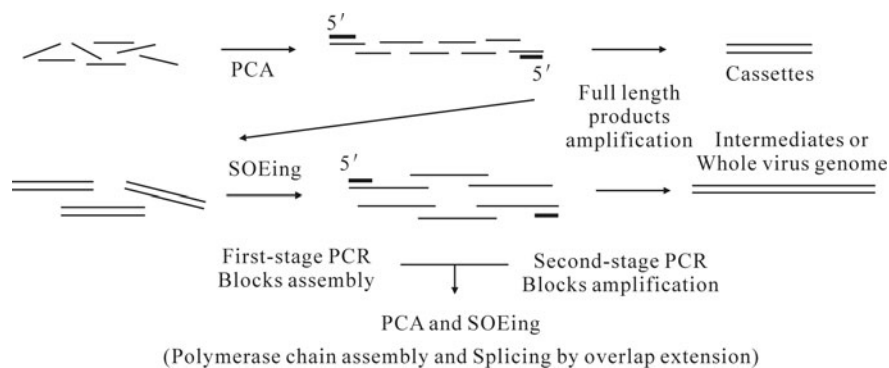 5′
PCA
5′
Cassettes
Full length
products
amplification
SOEing
5′
Intermediates or
Whole virus genome
First-stage PCR
Blocks assembly
Second-stage PCR
Blocks amplification
PCA and SOEing
(Polymerase chain assembly and Splicing by overlap extension)